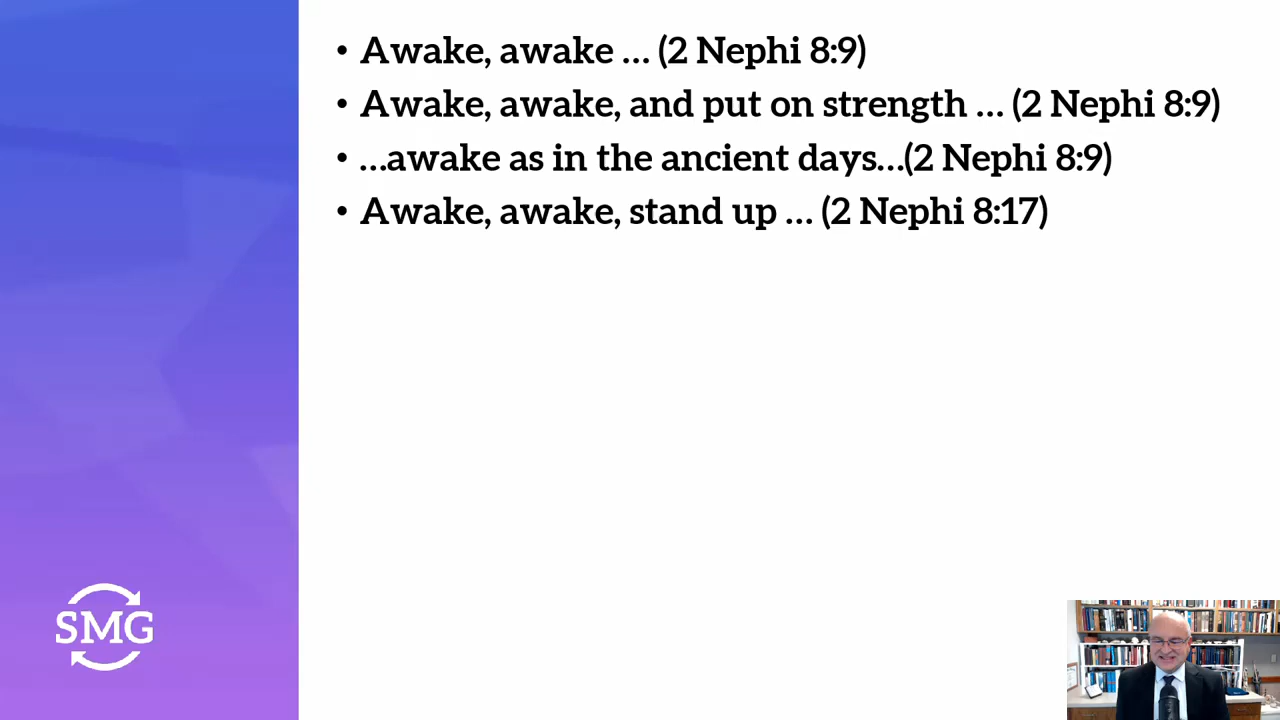 • Awake, awake … (2 Nephi 8:9)
• Awake, awake, and put on strength … (2 Nephi 8:9)
• …awake as in the ancient days…(2 Nephi 8:9)
• Awake, awake, stand up … (2 Nephi 8:17)
SMG